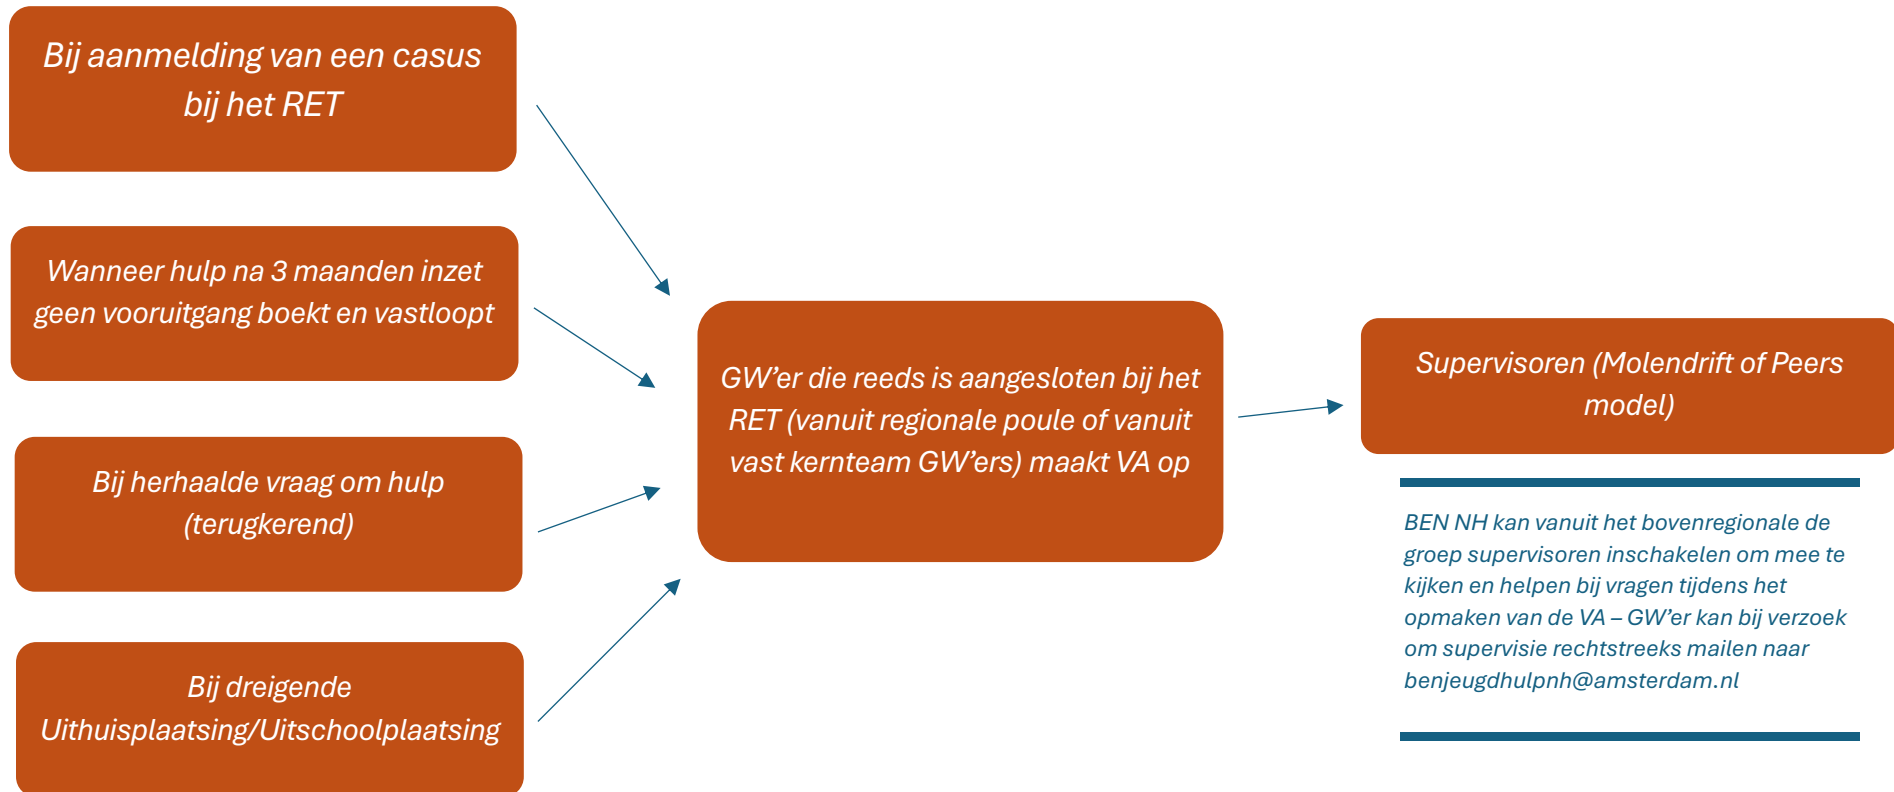 Bij aanmelding van een casus
bij het RET
Wanneer hulp na 3 maanden inzet
geen vooruitgang boekt en vastloopt
Bij herhaalde vraag om hulp
(terugkerend)
Bij dreigende
Uithuisplaatsing/Uitschoolplaatsing
GW’er die reeds is aangesloten bij het
RET (vanuit regionale poule of vanuit
vast kernteam GW’ers) maakt VA op
Supervisoren (Molendrift of Peers
model)
BEN NH kan vanuit het bovenregionale de
groep supervisoren inschakelen om mee te
kijken en helpen bij vragen tijdens het
opmaken van de VA – GW’er kan bij verzoek
om supervisie rechtstreeks mailen naar
benjeugdhulpnh@amsterdam.nl